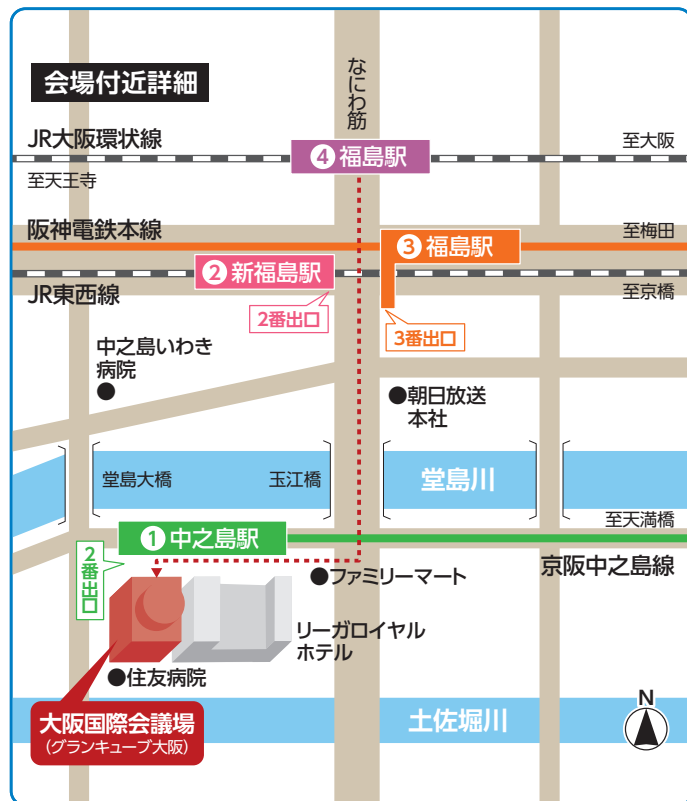 会場付近詳細
なにわ筋
JR大阪環状線
④福島駅
至大阪
至天王寺
阪神電鉄本線
③福島駅
至梅田
②新福島駅
JR東西線
至京橋
2番出口
3番出口
中之島いわき
病院
●朝日放送
本社
堂島大橋
玉江橋
堂島川
至天満橋
①中之島駅
2番出口
京阪中之島線
●ファミリーマート
リーガロイヤル
ホテル
●住友病院
大阪国際会議場
(グランキューブ大阪)
土佐堀川
N